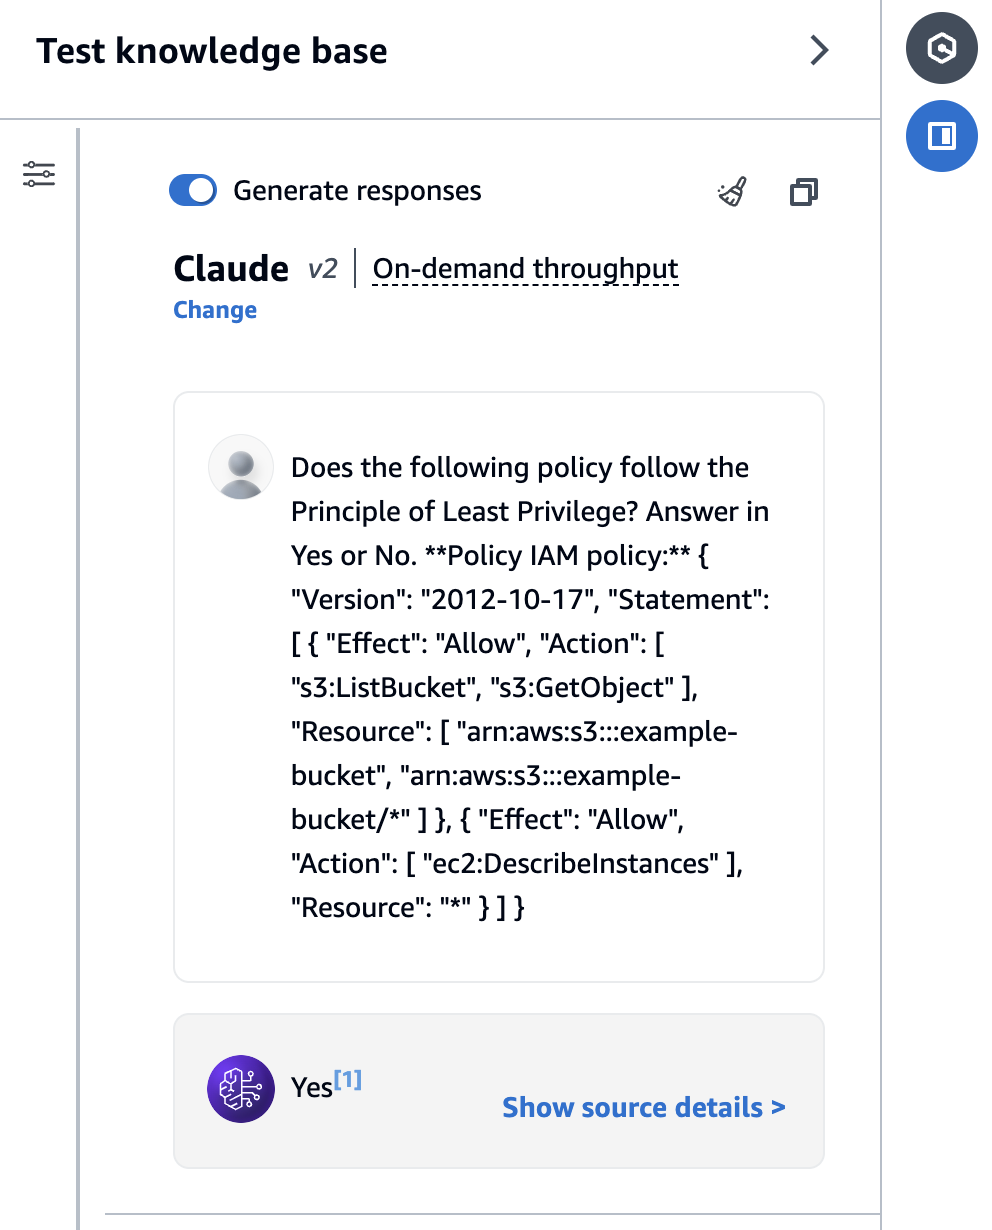 Test knowledge base
Generate responses
Claude v2 On-demand throughput
Change
Does the following policy follow the
Principle of Least Privilege? Answer in
Yes or No. **Policy IAM policy:** {
"Version": "2012-10-17", "Statement":
[ { "Effect": "Allow", "Action": [
"s3:ListBucket", "s3:GetObject" ],
"Resource": [ "arn:aws:s3:::example-
bucket", "arn:aws:s3:::example-
bucket/*" ] }, { "Effect": "Allow",
"Action": [ "ec2:DescribeInstances" ],
"Resource": "*" } ] }
Yes[1]
Show source details >